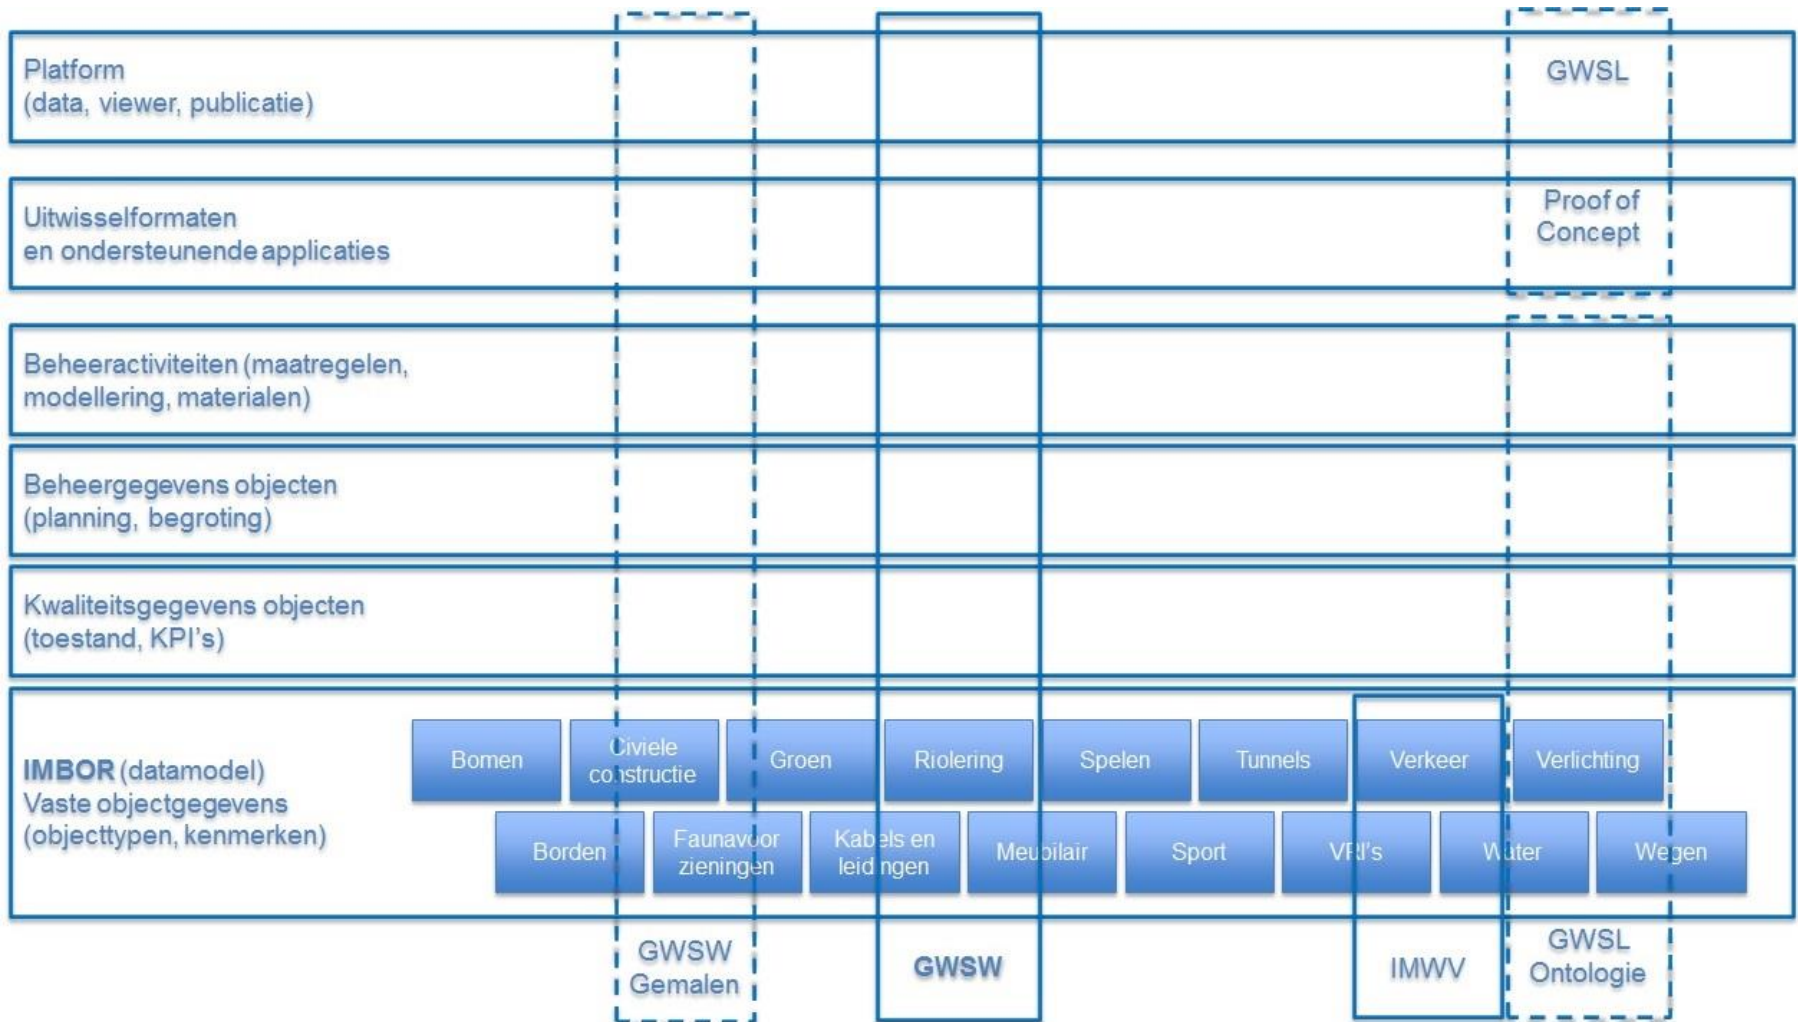 Platform
(data, viewer, publicatie)
GWSL
Uitwisselformaten
en ondersteunende applicaties
Proof of
Concept
Beheeractiviteiten (maatregelen,
modellering, materialen)
Beheergegevens objecten
(planning, begroting)
Kwaliteitsgegevens objecten
(toestand, KPI's)
IMBOR (datamodel)
Vaste objectgegevens
(objecttypen, kenmerken)
Bomen
Civiele
constructie
Groen
Riolering
Spelen
Tunnels
Verkeer
Verlichting
Borden
Faunavoor
zieningen
Kabels en
leidingen
Meubilair
Sport
VRI's
Water
Wegen
GWSW
Gemalen
GWSW
IMWV
GWSL
Ontologie